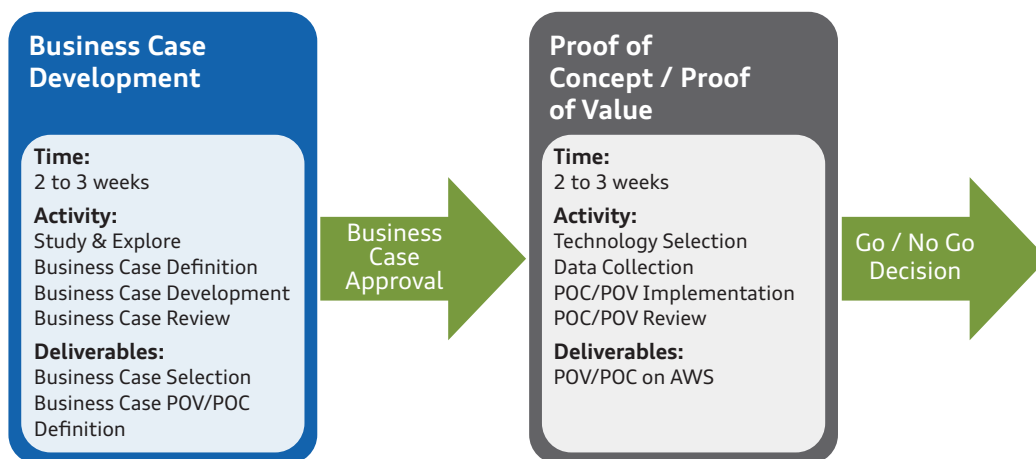 Business Case
Development
Time:
2 to 3 weeks
Activity:
Study & Explore
Business Case Definition
Business Case Development
Business Case Review
Deliverables:
Business Case Selection
Business Case POV/POC
Definition
Business
Case
Approval
Proof of
Concept / Proof
of Value
Time:
2 to 3 weeks
Activity:
Technology Selection
Data Collection
POC/POV Implementation
POC/POV Review
Deliverables:
POV/POC on AWS
Go / No Go
Decision